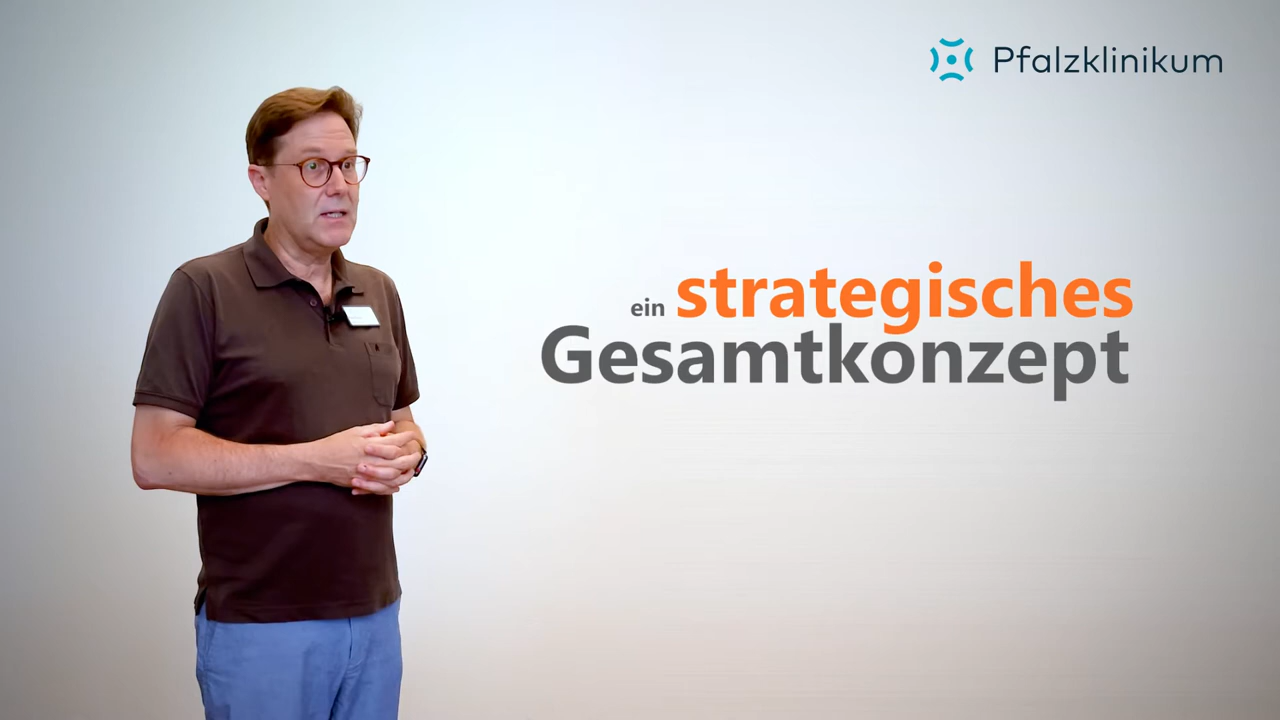 Pfalzklinikum
ein strategisches
Gesamtkonzept